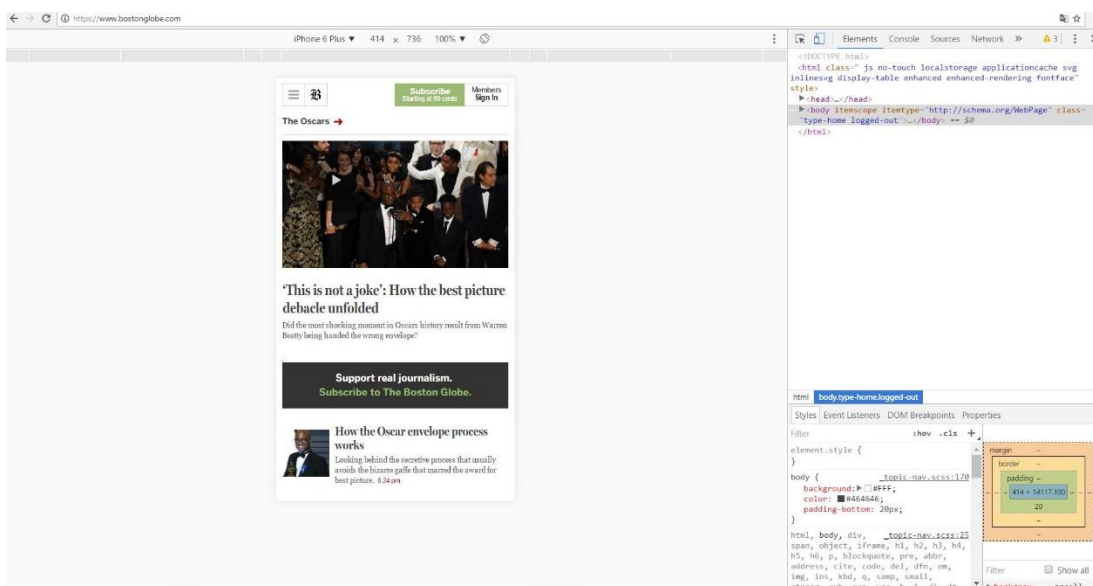 https://www.bostonglobe.com
iPhone 6 Plus ▼ 414 × 736 100% ▼
Elements Console Sources Network » 3
<!DOCTYPE html>
<html class=" js no-touch localstorage applicationcache svg
inlinesvg display-table enhanced enhanced-rendering fontface"
style>
▶<head>…</head>
▶<body itemscope itemtype="http://schema.org/WebPage" class=
"type-home logged-out">…</body> == $0
</html>
B
Subscribe
Starting at 99 cents
Members
Sign In
The Oscars
‘This is not a joke’: How the best picture
debacle unfolded
Did the most shocking moment in Oscars history result from Warren
Beatty being handed the wrong envelope?
Support real journalism.
Subscribe to The Boston Globe.
How the Oscar envelope process
works
Looking behind the secretive process that usually
avoids the bizarre gaffe that marred the award for
best picture. 6:24 pm
html body.type-home.logged-out
Styles Event Listeners DOM Breakpoints Properties
Filter :hov .cls +
element.style {
}
body { _topic-nav.scss:170
background:▶ #FFF;
color: #464646;
padding-bottom: 20px;
}
html, body, div, _topic-nav.scss:25
span, object, iframe, h1, h2, h3, h4,
h5, h6, p, blockquote, pre, abbr,
address, cite, code, del, dfn, em,
img, ins, kbd, q, samp, small,
margin –
border –
padding –
414 × 14117.100
20
–
–
Filter Show all